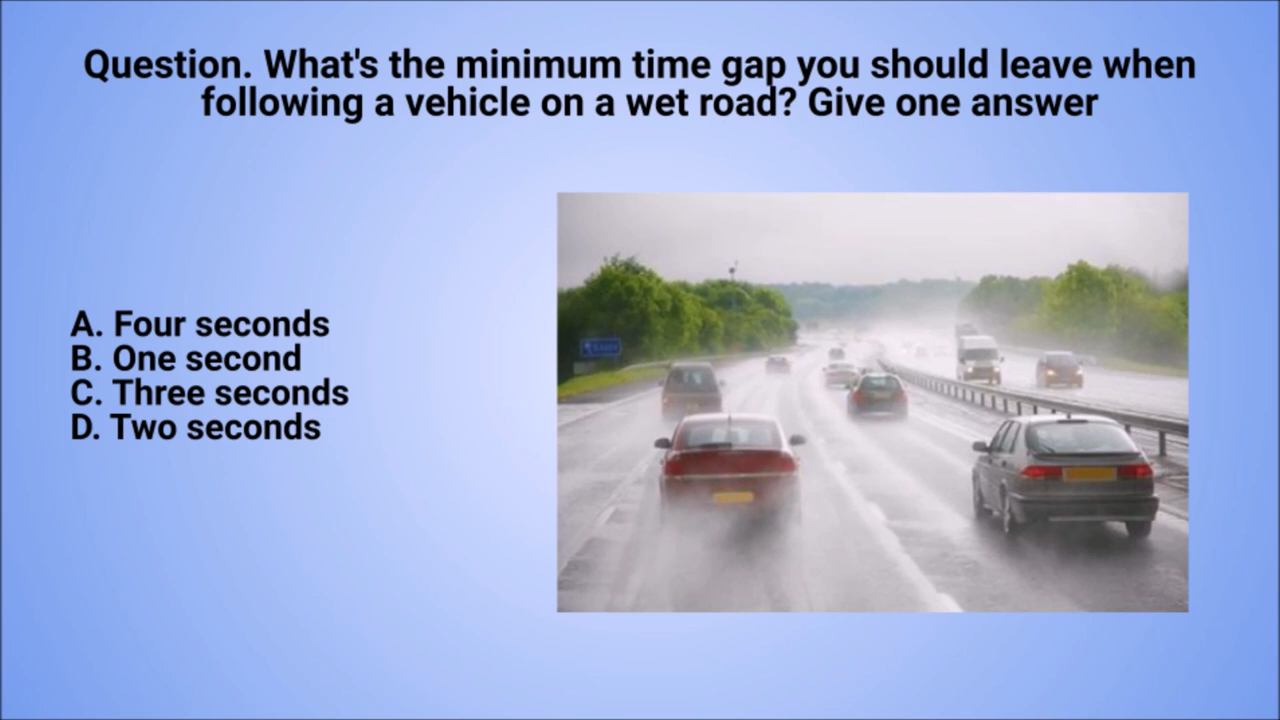 Question. What's the minimum time gap you should leave when
following a vehicle on a wet road? Give one answer
A. Four seconds
B. One second
C. Three seconds
D. Two seconds